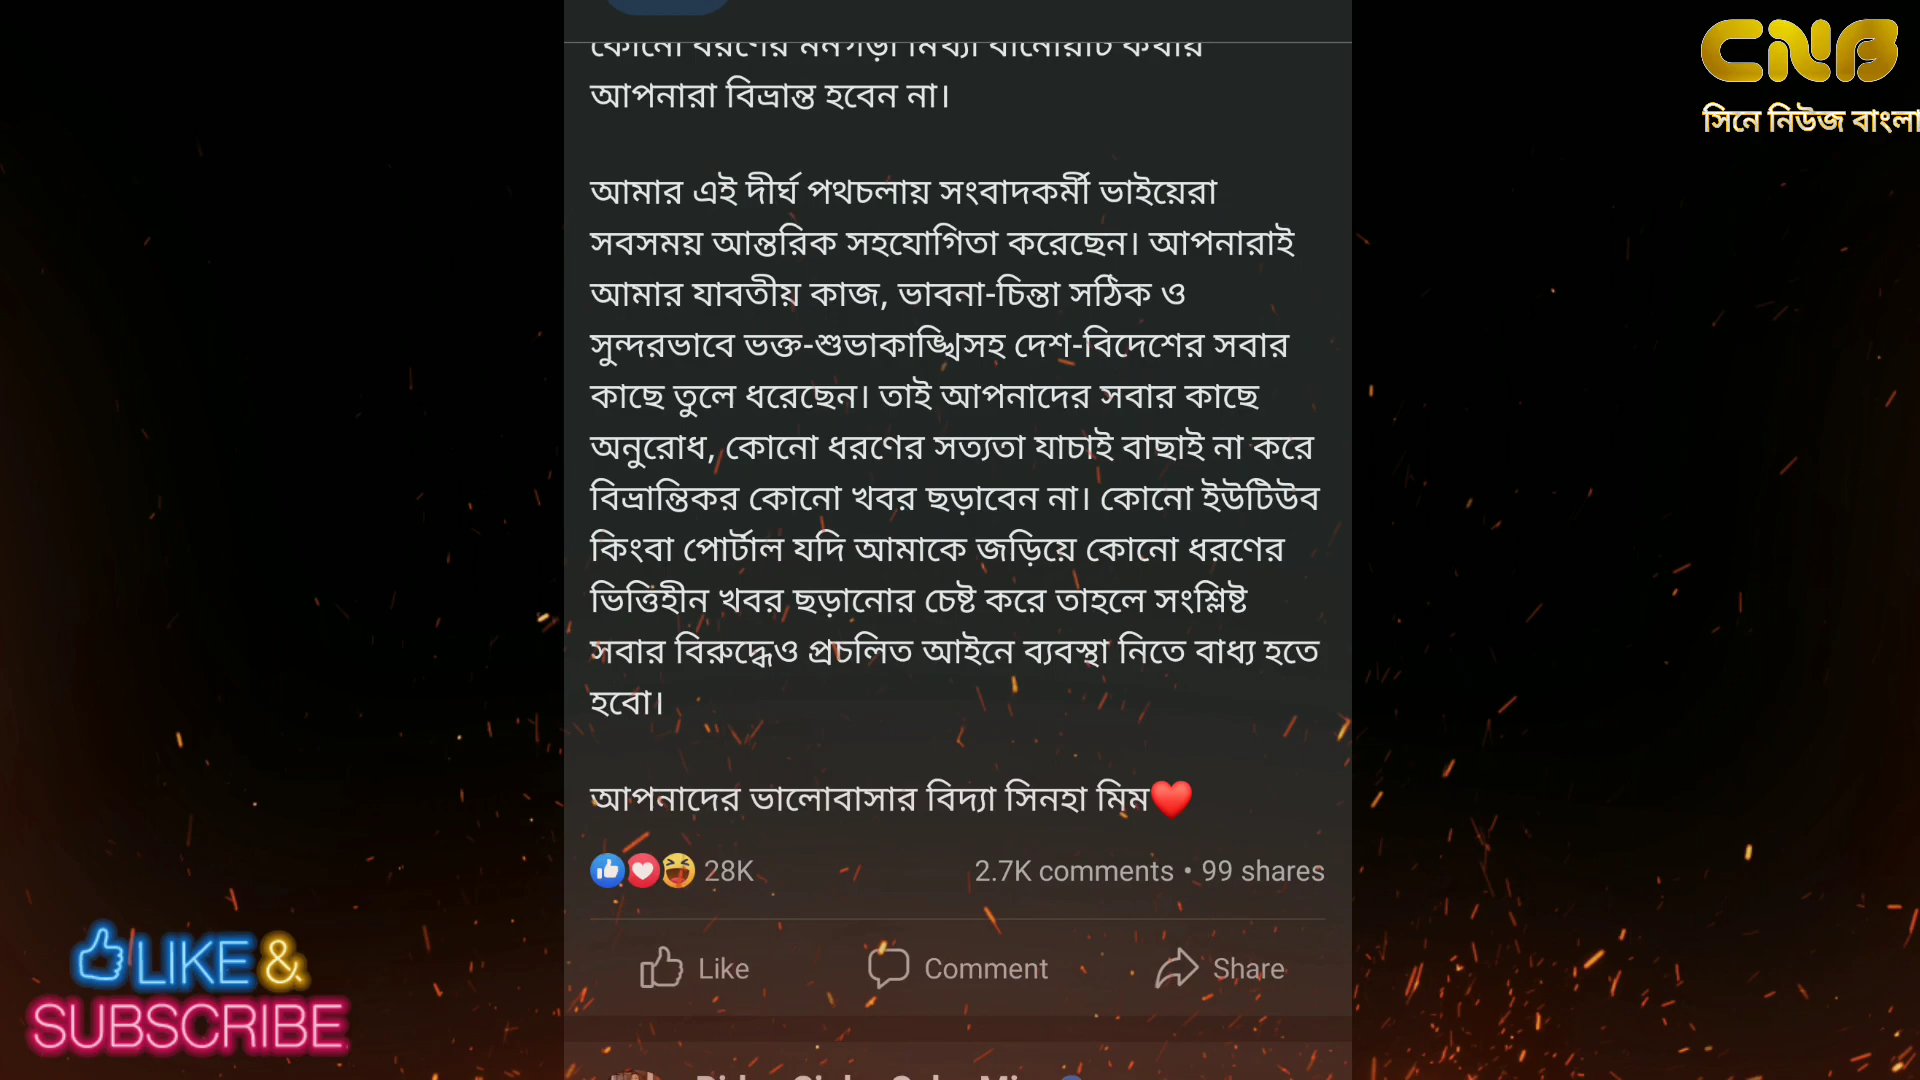 আপনারা বিভ্রান্ত হবেন না।
আমার এই দীর্ঘ পথচলায় সংবাদকর্মী ভাইয়েরা
সবসময় আন্তরিক সহযোগিতা করেছেন। আপনারাই
আমার যাবতীয় কাজ, ভাবনা-চিন্তা সঠিক ও
সুন্দরভাবে ভক্ত-শুভাকাঙ্খিসহ দেশ-বিদেশের সবার
কাছে তুলে ধরেছেন। তাই আপনাদের সবার কাছে
অনুরোধ, কোনো ধরণের সত্যতা যাচাই বাছাই না করে
বিভ্রান্তিকর কোনো খবর ছড়াবেন না। কোনো ইউটিউব
কিংবা পোর্টাল যদি আমাকে জড়িয়ে কোনো ধরণের
ভিত্তিহীন খবর ছড়ানোর চেষ্ট করে তাহলে সংশ্লিষ্ট
সবার বিরুদ্ধেও প্রচলিত আইনে ব্যবস্থা নিতে বাধ্য হতে
হবো।
আপনাদের ভালোবাসার বিদ্যা সিনহা মিম❤️
28K 2.7K comments • 99 shares
Like Comment Share
CNB
সিনে নিউজ বাংলা
LIKE &
SUBSCRIBE